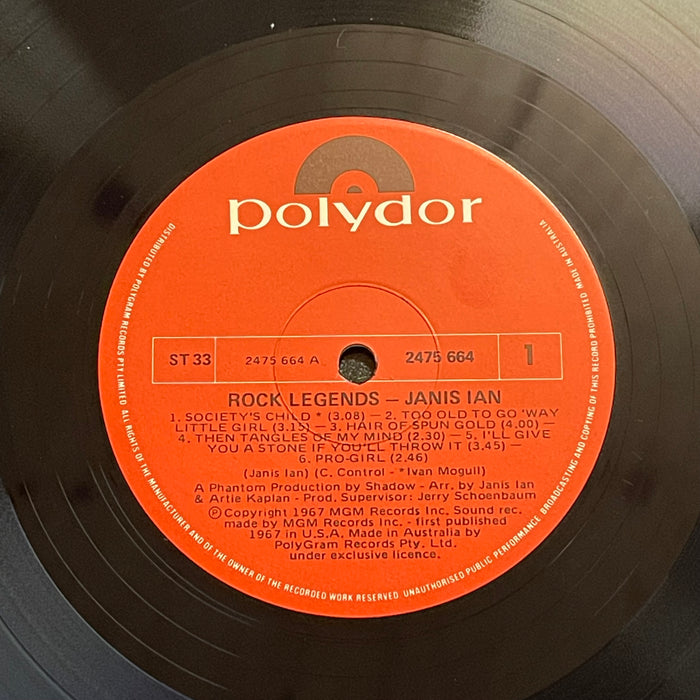 polydor
ST 33
2475 664 A
2475 664
1
ROCK LEGENDS – JANIS IAN
1. SOCIETY'S CHILD * (3.08) – 2. TOO OLD TO GO 'WAY
LITTLE GIRL (3.15) – 3. HAIR OF SPUN GOLD (4.00) –
4. THEN TANGLES OF MY MIND (2.30) – 5. I'LL GIVE
YOU A STONE IF YOU'LL THROW IT (3.45) –
6. PRO-GIRL (2.46)
(Janis Ian) (C. Control - *Ivan Mogull)
A Phantom Production by Shadow – Arr. by Janis Ian
& Artie Kaplan - Prod. Supervisor: Jerry Schoenbaum
Ⓟ Copyright 1967 MGM Records Inc. Sound rec.
made by MGM Records Inc. - first published
1967 in U.S.A. Made in Australia by
PolyGram Records Pty. Ltd.
under exclusive licence.
DISTRIBUTED BY POLYGRAM RECORDS PTY LIMITED. ALL RIGHTS OF THE MANUFACTURER AND OF THE OWNER OF THE RECORDED WORK RESERVED. UNAUTHORISED PUBLIC PERFORMANCE BROADCASTING AND COPYING OF THIS RECORD PROHIBITED MADE IN AUSTRALIA